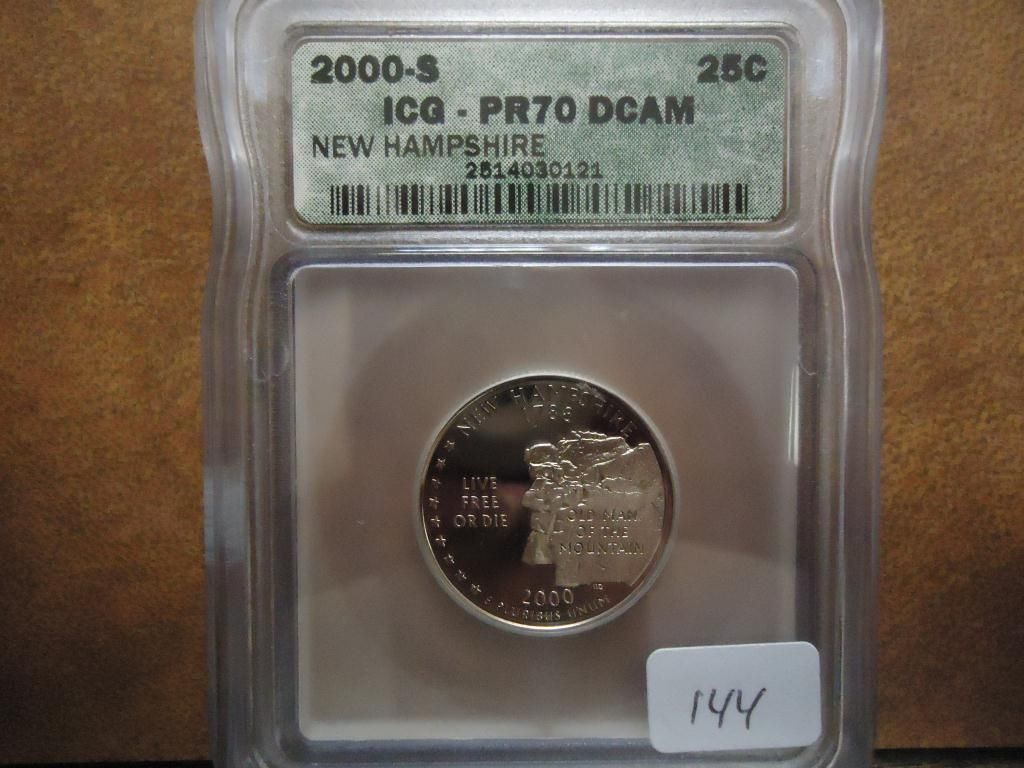 2000-S 25C
ICG - PR70 DCAM
NEW HAMPSHIRE
2514030121
NEW HAMPSHIRE
1788
LIVE
FREE
OR DIE
OLD MAN
OF THE
MOUNTAIN
2000
E PLURIBUS UNUM
144